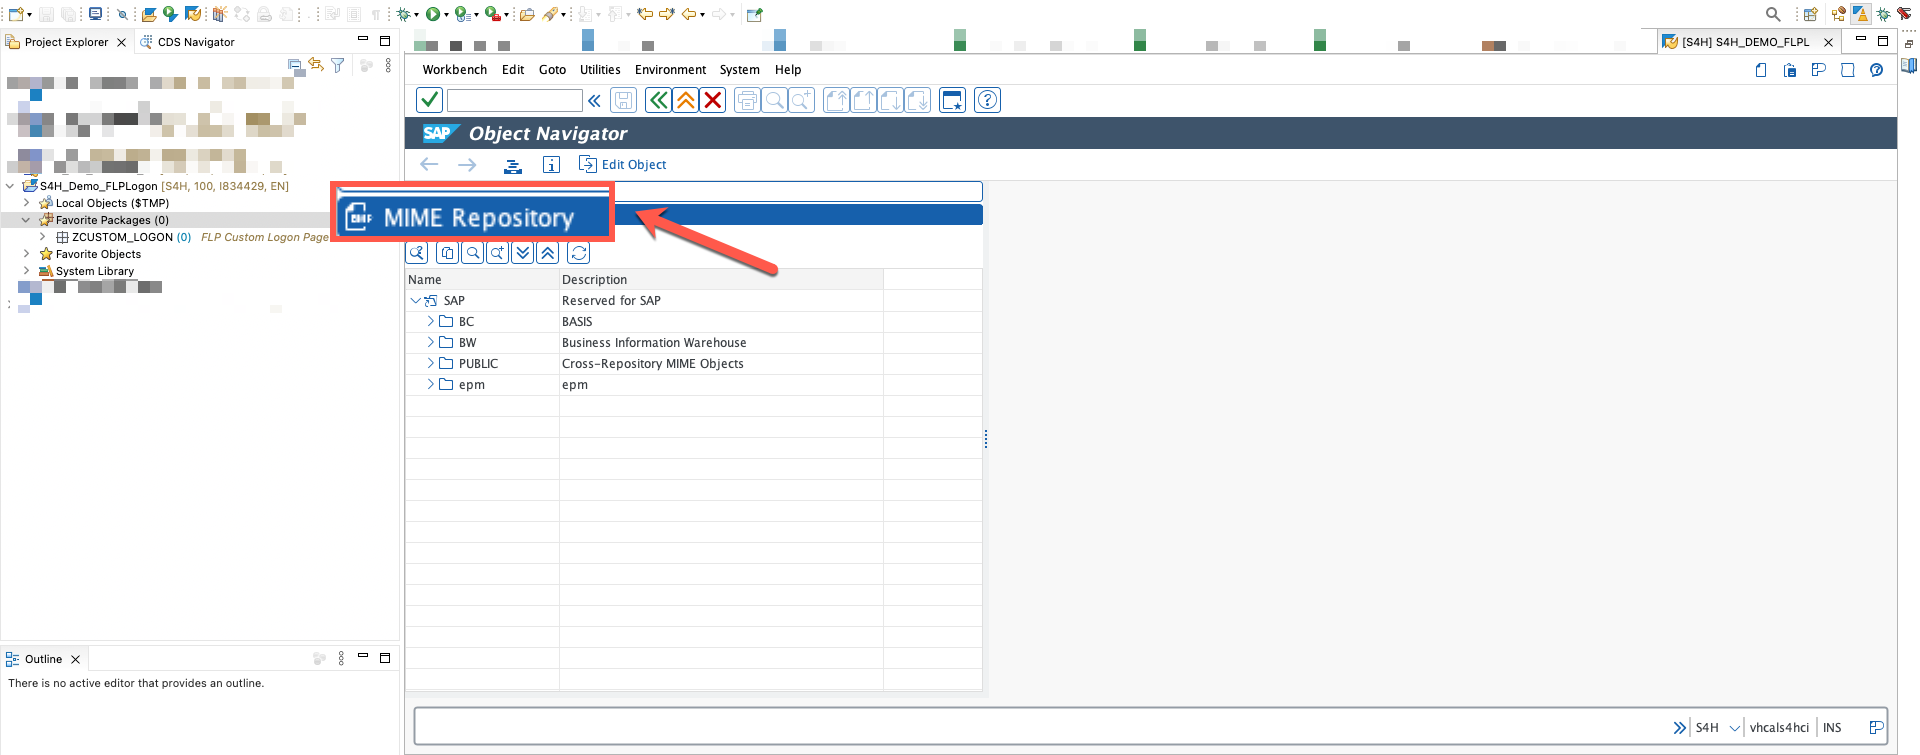 Project Explorer
CDS Navigator
[S4H] S4H_DEMO_FLPL
Workbench Edit Goto Utilities Environment System Help
SAP Object Navigator
Edit Object
S4H_Demo_FLPLogon [S4H, 100, I834429, EN]
Local Objects ($TMP)
Favorite Packages (0)
ZCUSTOM_LOGON (0) FLP Custom Logon Page
Favorite Objects
System Library
BMP MIME Repository
Name Description
SAP Reserved for SAP
BC BASIS
BW Business Information Warehouse
PUBLIC Cross-Repository MIME Objects
epm epm
Outline
There is no active editor that provides an outline.
S4H vhcals4hci INS